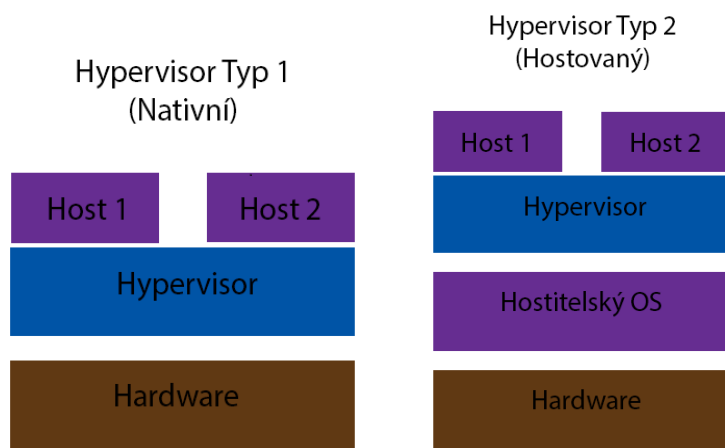 Hypervisor Typ 1
(Nativní)
Host 1
Host 2
Hypervisor
Hardware
Hypervisor Typ 2
(Hostovaný)
Host 1
Host 2
Hypervisor
Hostitelský OS
Hardware